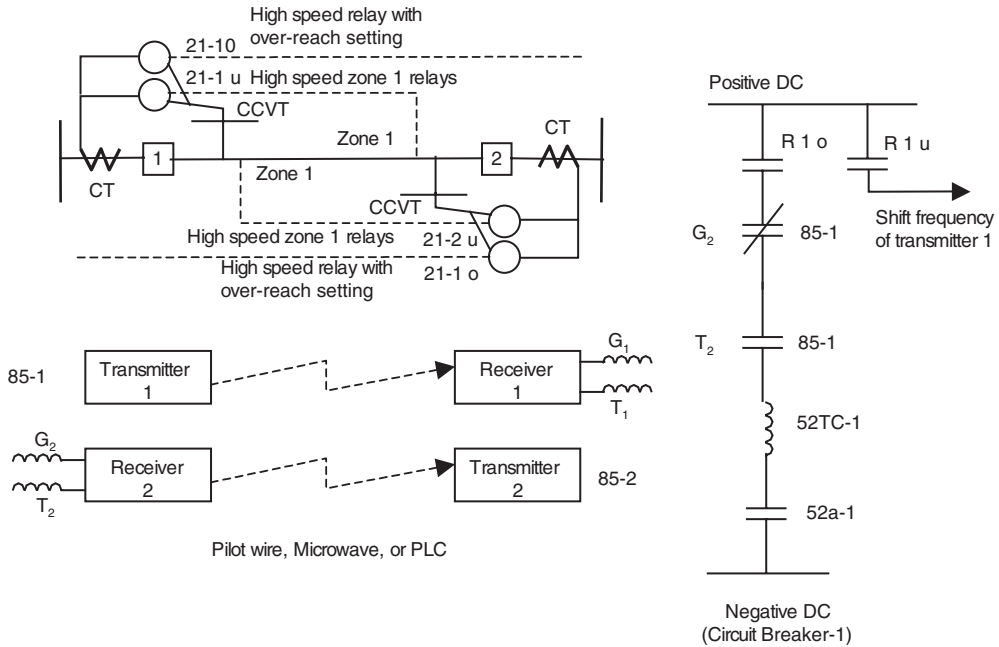 High speed relay with
over-reach setting
21-10
21-1 u High speed zone 1 relays
CCVT
Zone 1
CT
1
2
CT
Zone 1
CCVT
High speed zone 1 relays
21-2 u
High speed relay with
over-reach setting
21-1 o
85-1
Transmitter
1
Receiver
1
G₁
T₁
G₂
T₂
Receiver
2
Transmitter
2
85-2
Pilot wire, Microwave, or PLC
Positive DC
R 1 o
R 1 u
Shift frequency
of transmitter 1
G₂
85-1
T₂
85-1
52TC-1
52a-1
Negative DC
(Circuit Breaker-1)